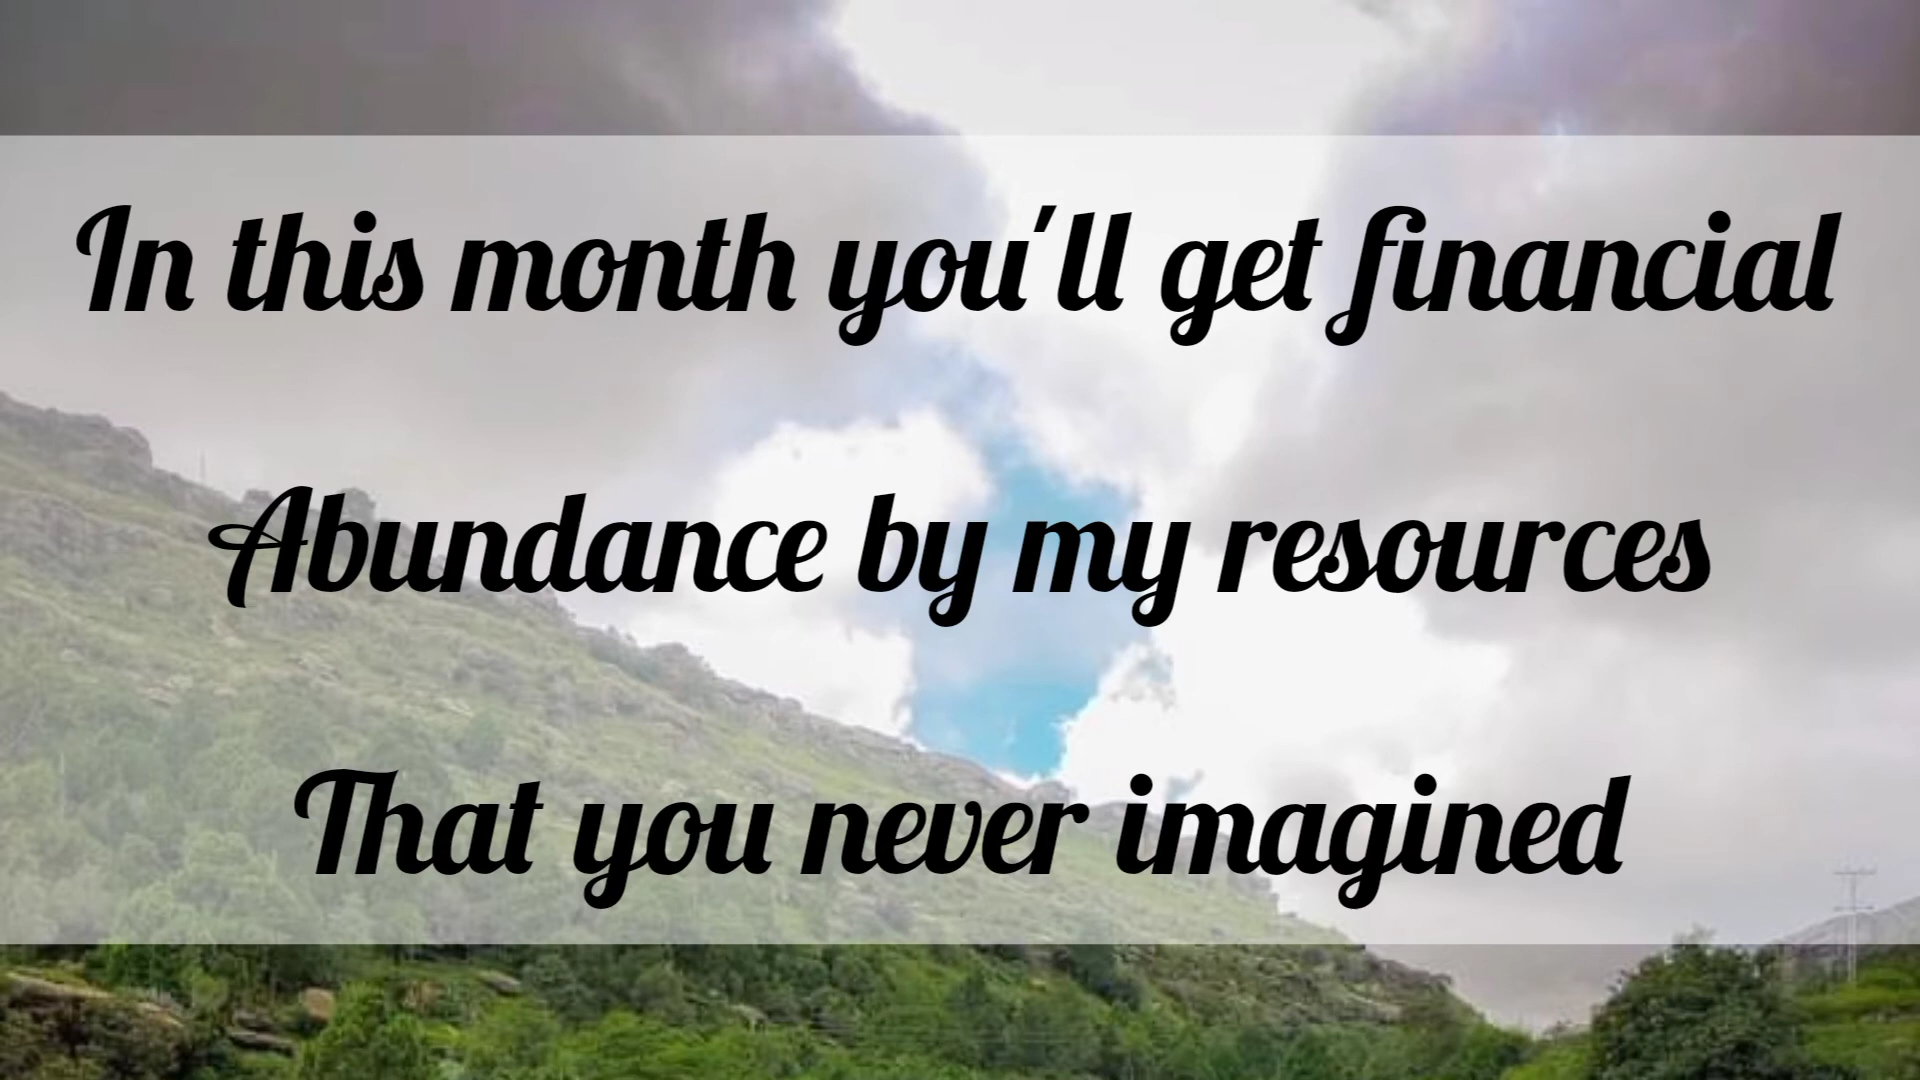 In this month you'll get financial
Abundance by my resources
That you never imagined